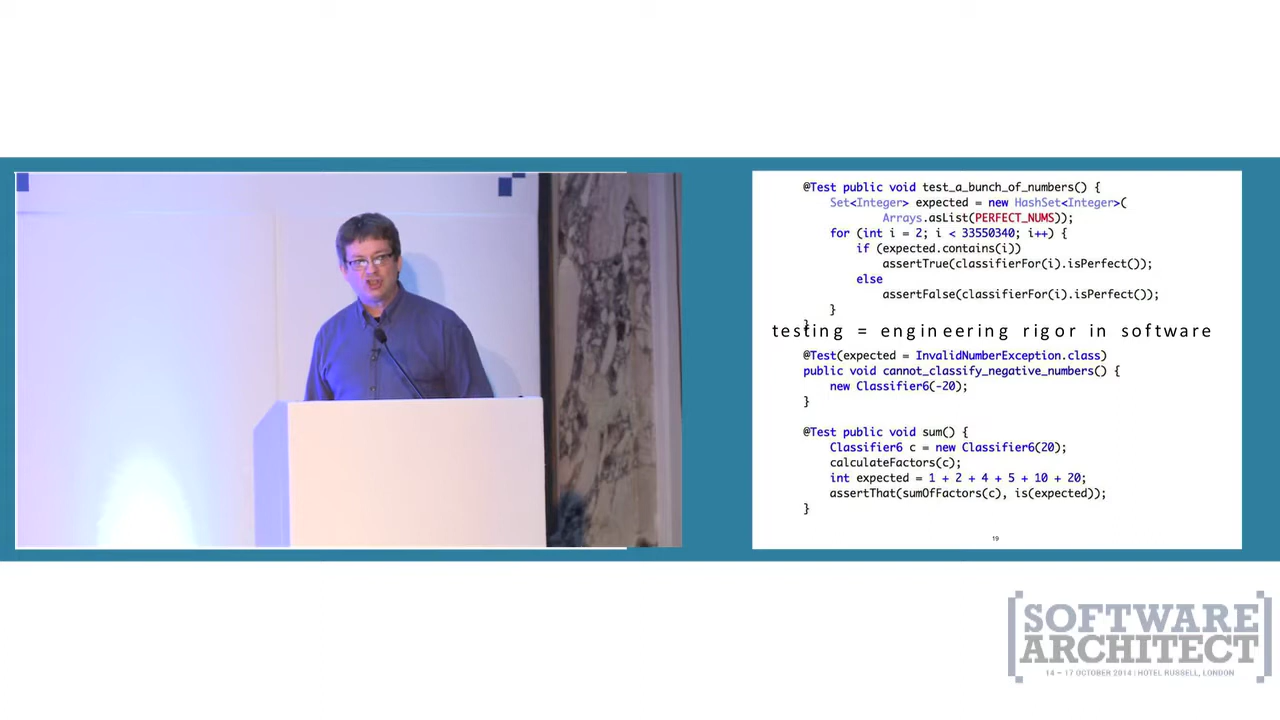 @Test public void test_a_bunch_of_numbers() {
Set<Integer> expected = new HashSet<Integer>(
Arrays.asList(PERFECT_NUMS));
for (int i = 2; i < 33550340; i++) {
if (expected.contains(i))
assertTrue(classifierFor(i).isPerfect());
else
assertFalse(classifierFor(i).isPerfect());
}
}
testing = engineering rigor in software
@Test(expected = InvalidNumberException.class)
public void cannot_classify_negative_numbers() {
new Classifier6(-20);
}
@Test public void sum() {
Classifier6 c = new Classifier6(20);
calculateFactors(c);
int expected = 1 + 2 + 4 + 5 + 10 + 20;
assertThat(sumOfFactors(c), is(expected));
}
19
[SOFTWARE
ARCHITECT]
14 – 17 OCTOBER 2014 | HOTEL RUSSELL, LONDON